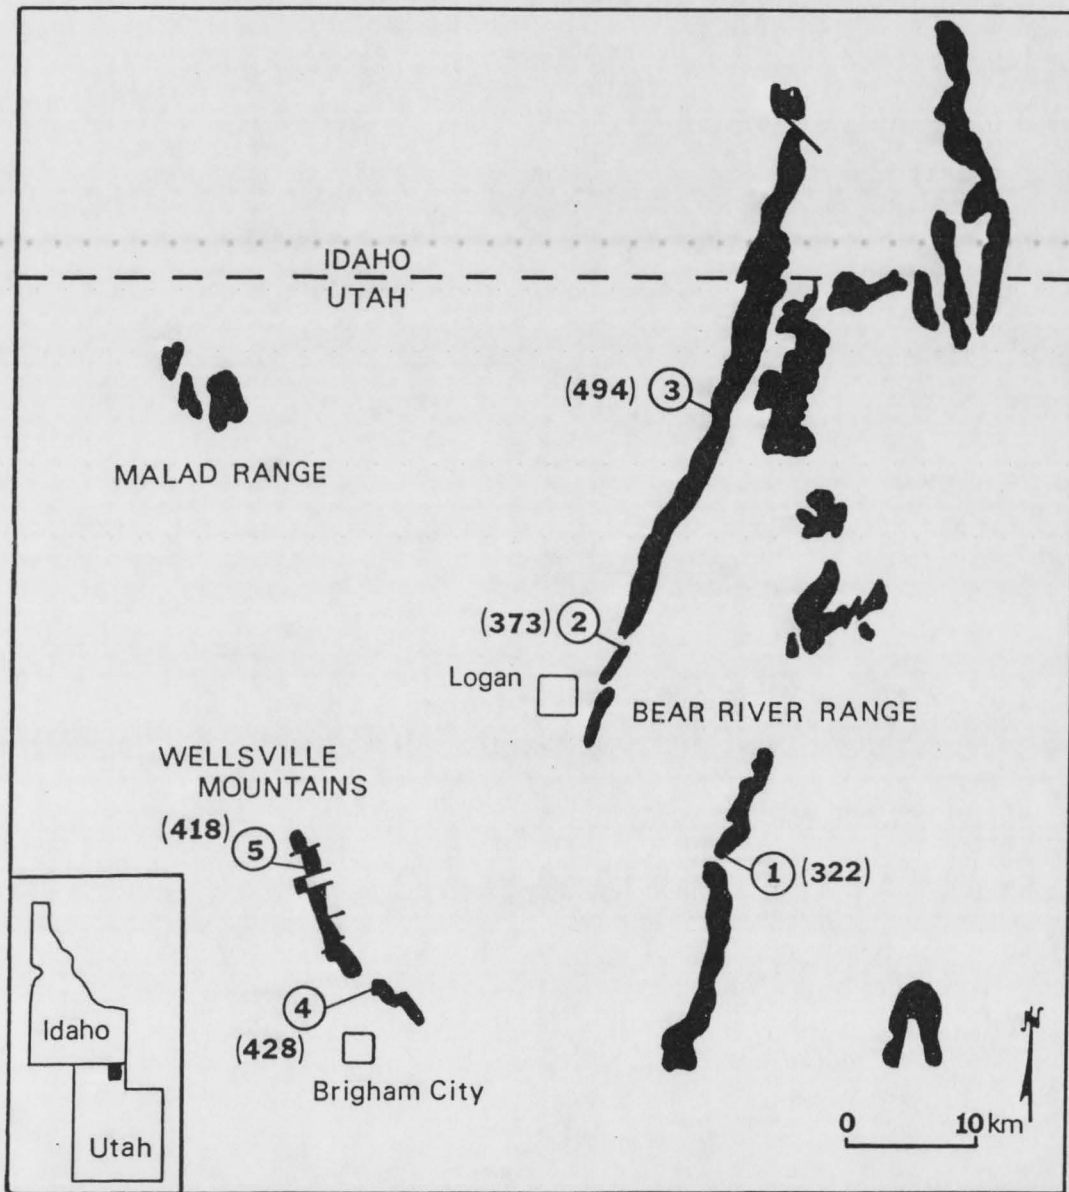 IDAHO
UTAH
(494) 3
MALAD RANGE
(373) 2
Logan
BEAR RIVER RANGE
WELLSVILLE
MOUNTAINS
(418)
5
1 (322)
4
(428)
Brigham City
N
0 10 km
Idaho
Utah